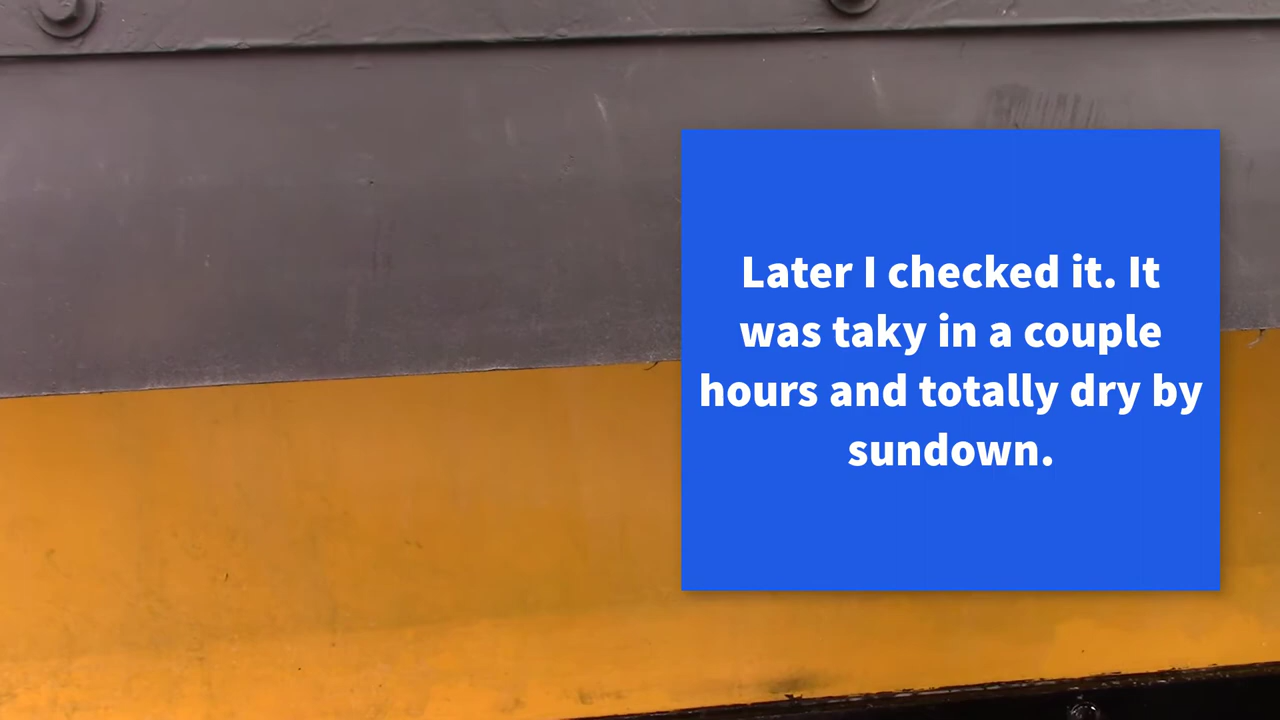 Later I checked it. It
was taky in a couple
hours and totally dry by
sundown.